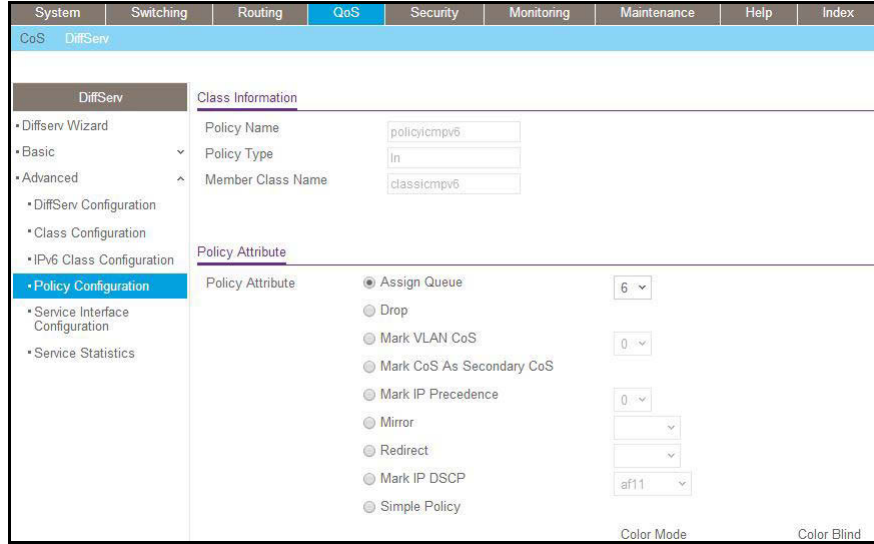 System Switching Routing QoS Security Monitoring Maintenance Help Index
CoS DiffServ
DiffServ
Diffserv Wizard
Basic
Advanced
DiffServ Configuration
Class Configuration
IPv6 Class Configuration
Policy Configuration
Service Interface
Configuration
Service Statistics
Class Information
Policy Name policyicmpv6
Policy Type In
Member Class Name classicmpv6
Policy Attribute
Policy Attribute Assign Queue 6
Drop
Mark VLAN CoS 0
Mark CoS As Secondary CoS
Mark IP Precedence 0
Mirror
Redirect
Mark IP DSCP af11
Simple Policy
Color Mode Color Blind